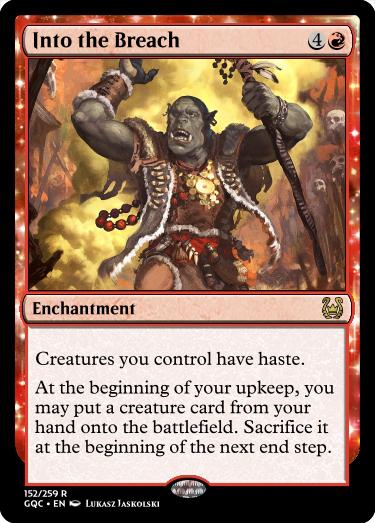 Into the Breach 4
Enchantment
Creatures you control have haste.
At the beginning of your upkeep, you
may put a creature card from your
hand onto the battlefield. Sacrifice it
at the beginning of the next end step.
152/259 R
GQC • EN Lukasz Jaskolski